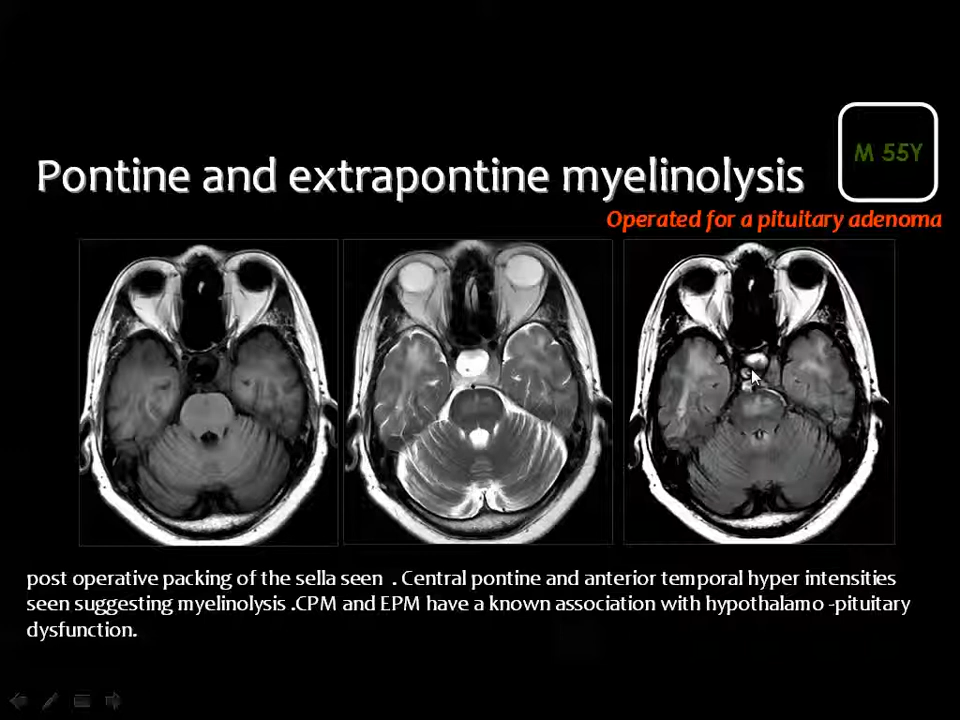 M 55Y
Pontine and extrapontine myelinolysis
Operated for a pituitary adenoma
post operative packing of the sella seen . Central pontine and anterior temporal hyper intensities
seen suggesting myelinolysis .CPM and EPM have a known association with hypothalamo -pituitary
dysfunction.